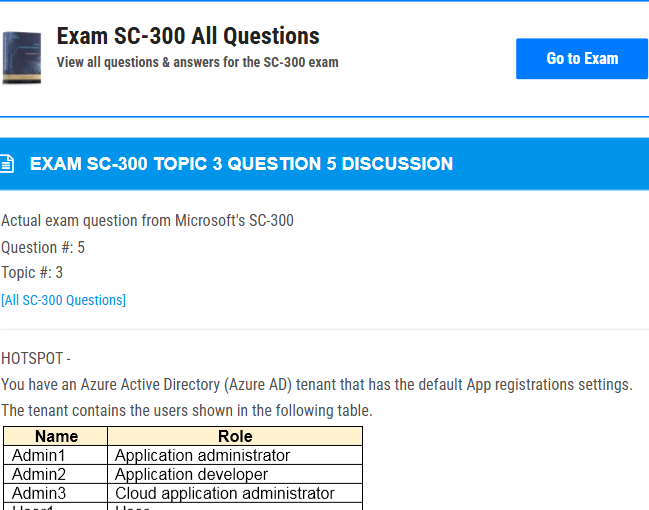 Exam SC-300 All Questions
View all questions & answers for the SC-300 exam
Go to Exam
EXAM SC-300 TOPIC 3 QUESTION 5 DISCUSSION
Actual exam question from Microsoft's SC-300
Question #: 5
Topic #: 3
[All SC-300 Questions]
HOTSPOT -
You have an Azure Active Directory (Azure AD) tenant that has the default App registrations settings.
The tenant contains the users shown in the following table.
Name Role
Admin1 Application administrator
Admin2 Application developer
Admin3 Cloud application administrator
User1 User